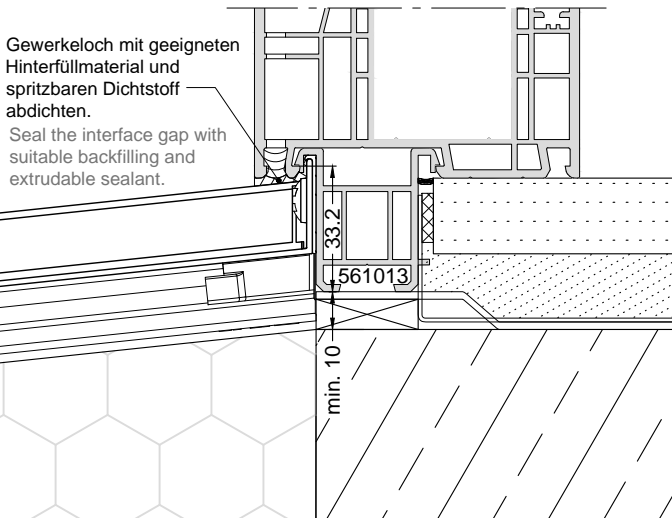 Gewerkeloch mit geeigneten
Hinterfüllmaterial und
spritzbaren Dichtstoff
abdichten.
Seal the interface gap with
suitable backfilling and
extrudable sealant.
33.2
561013
min. 10